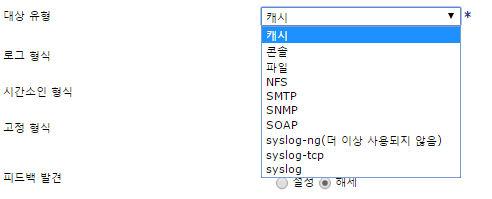 대상 유형 캐시 *
캐시
콘솔
로그 형식
파일
NFS
시간소인 형식
SMTP
SNMP
고정 형식
SOAP
syslog-ng(더 이상 사용되지 않음)
syslog-tcp
syslog
피드백 발견
설정 해세